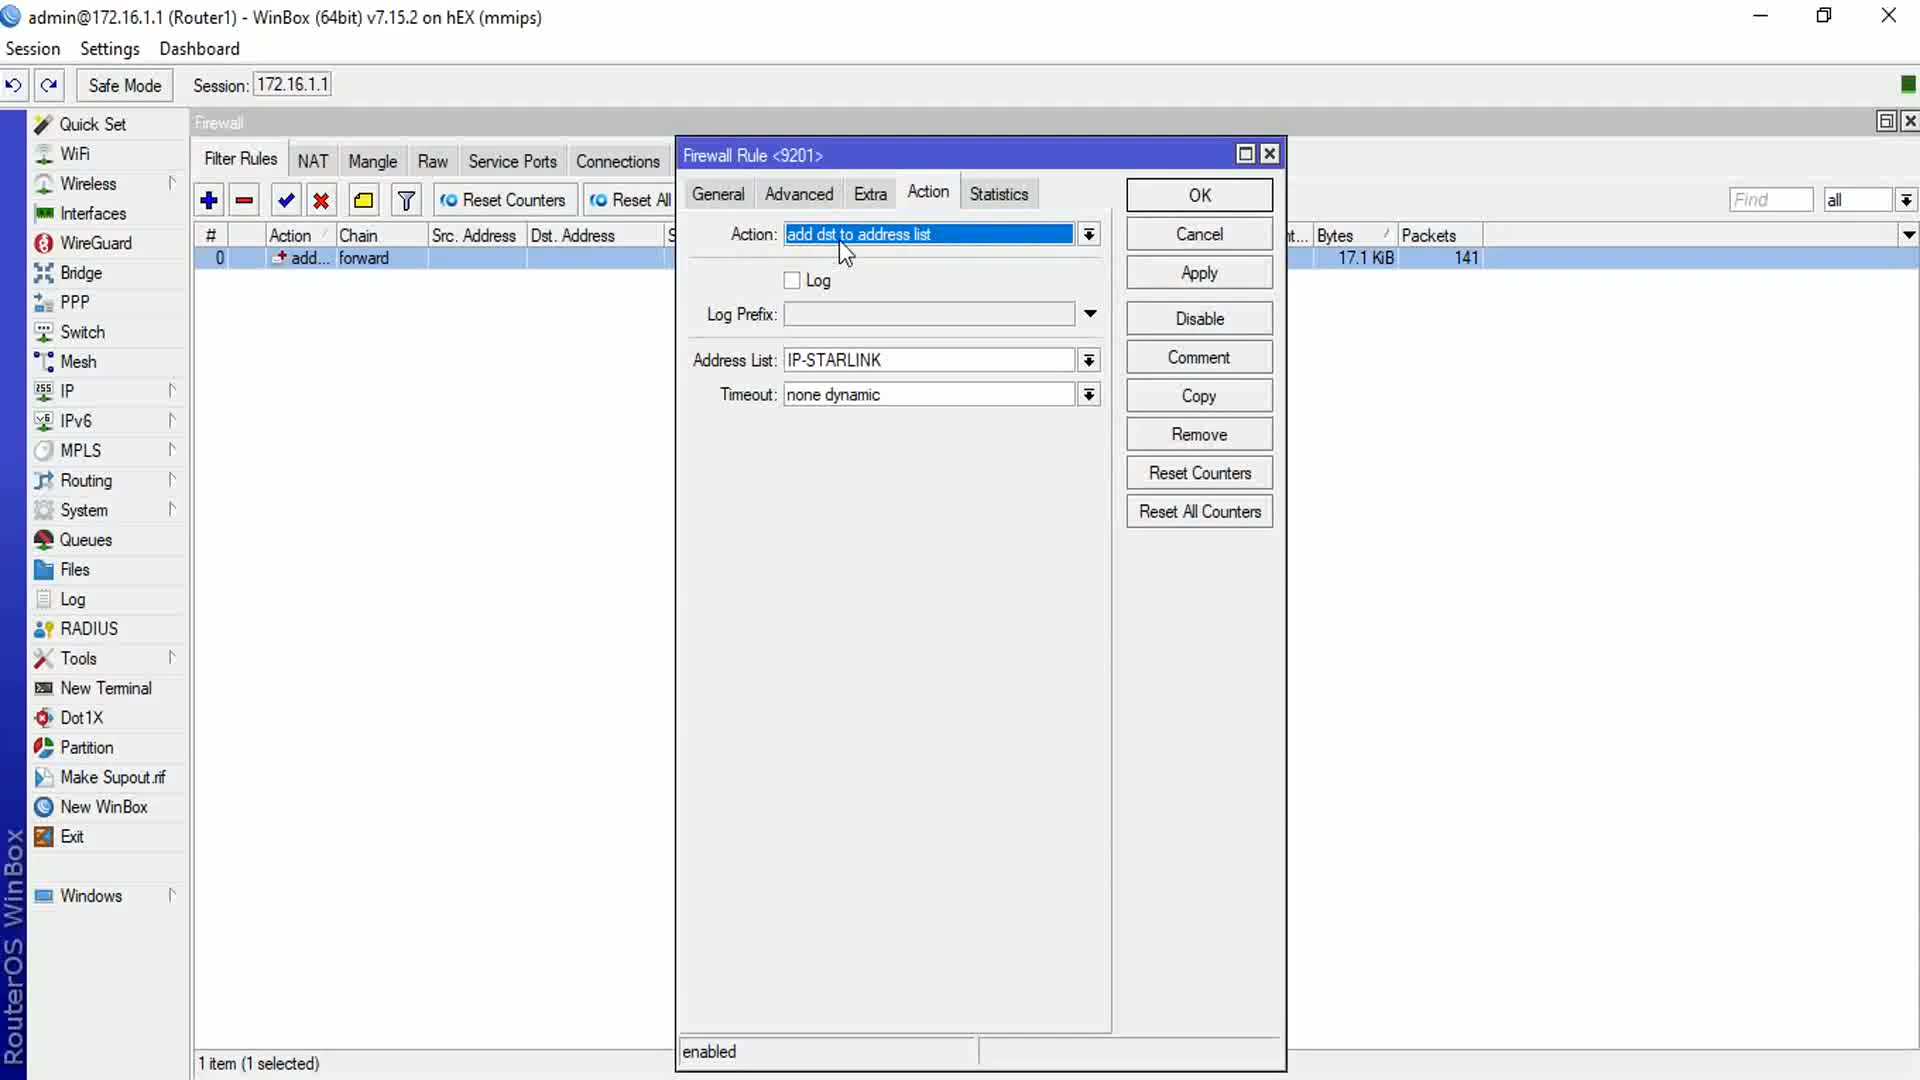 admin@172.16.1.1 (Router1) - WinBox (64bit) v7.15.2 on hEX (mmips)
Session Settings Dashboard
Safe Mode Session: 172.16.1.1
Quick Set
WiFi
Wireless
Interfaces
WireGuard
Bridge
PPP
Switch
Mesh
IP
IPv6
MPLS
Routing
System
Queues
Files
Log
RADIUS
Tools
New Terminal
Dot1X
Partition
Make Supout.rif
New WinBox
Exit
Windows
RouterOS WinBox
Firewall
Filter Rules NAT Mangle Raw Service Ports Connections
Reset Counters Reset All
Find all
# Action Chain Src. Address Dst. Address S
t... Bytes Packets
0 add... forward 17.1 KiB 141
Firewall Rule <9201>
General Advanced Extra Action Statistics
Action: add dst to address list
Log
Log Prefix:
Address List: IP-STARLINK
Timeout: none dynamic
OK
Cancel
Apply
Disable
Comment
Copy
Remove
Reset Counters
Reset All Counters
enabled
1 item (1 selected)